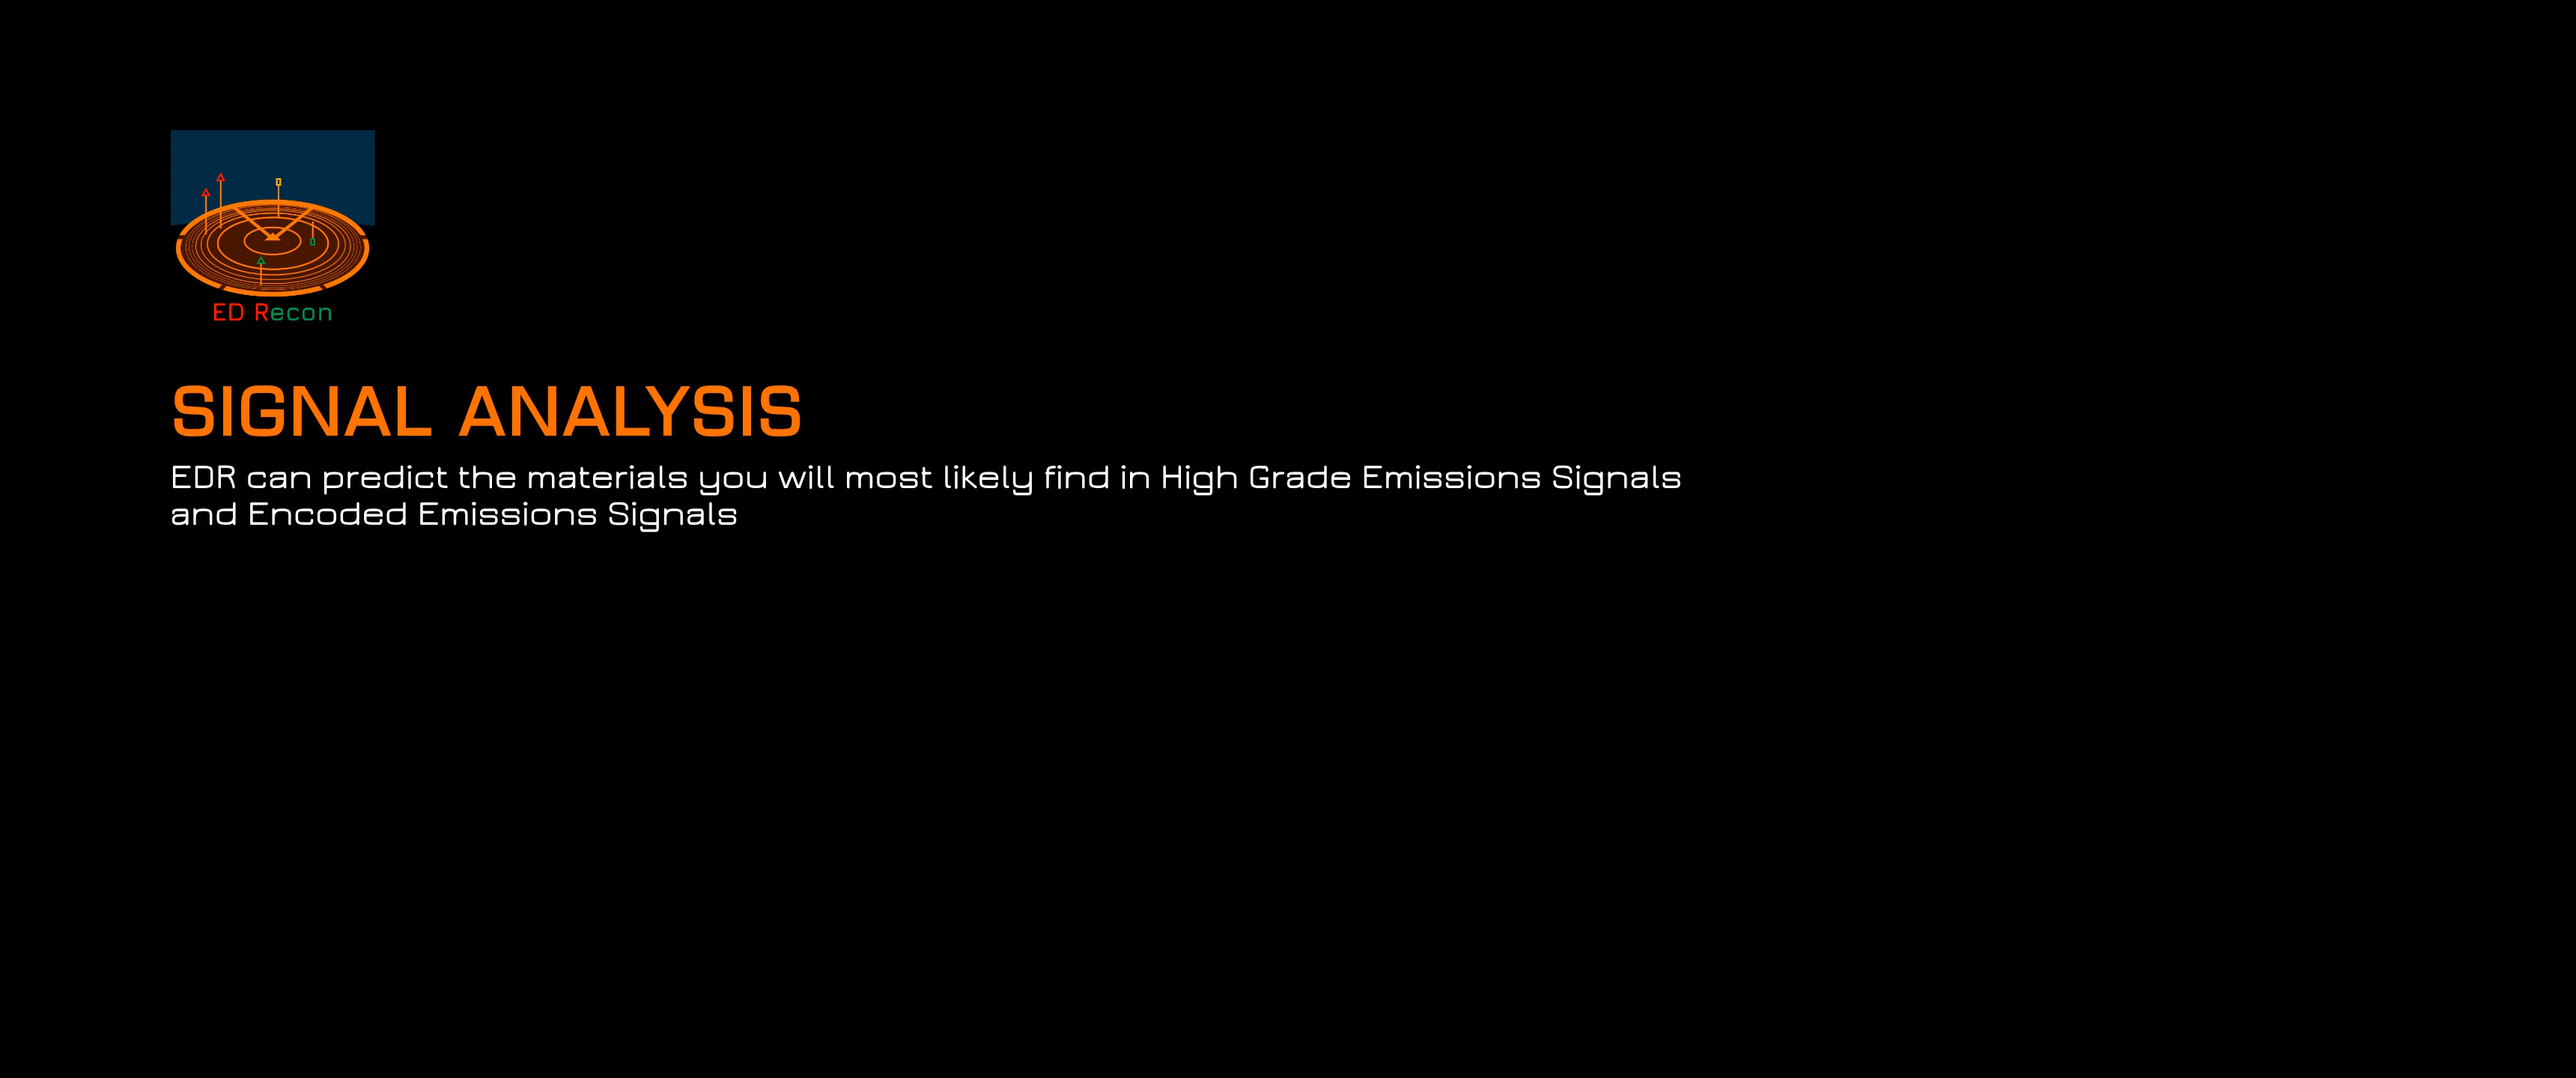 ED Recon
SIGNAL ANALYSIS
EDR can predict the materials you will most likely find in High Grade Emissions Signals
and Encoded Emissions Signals